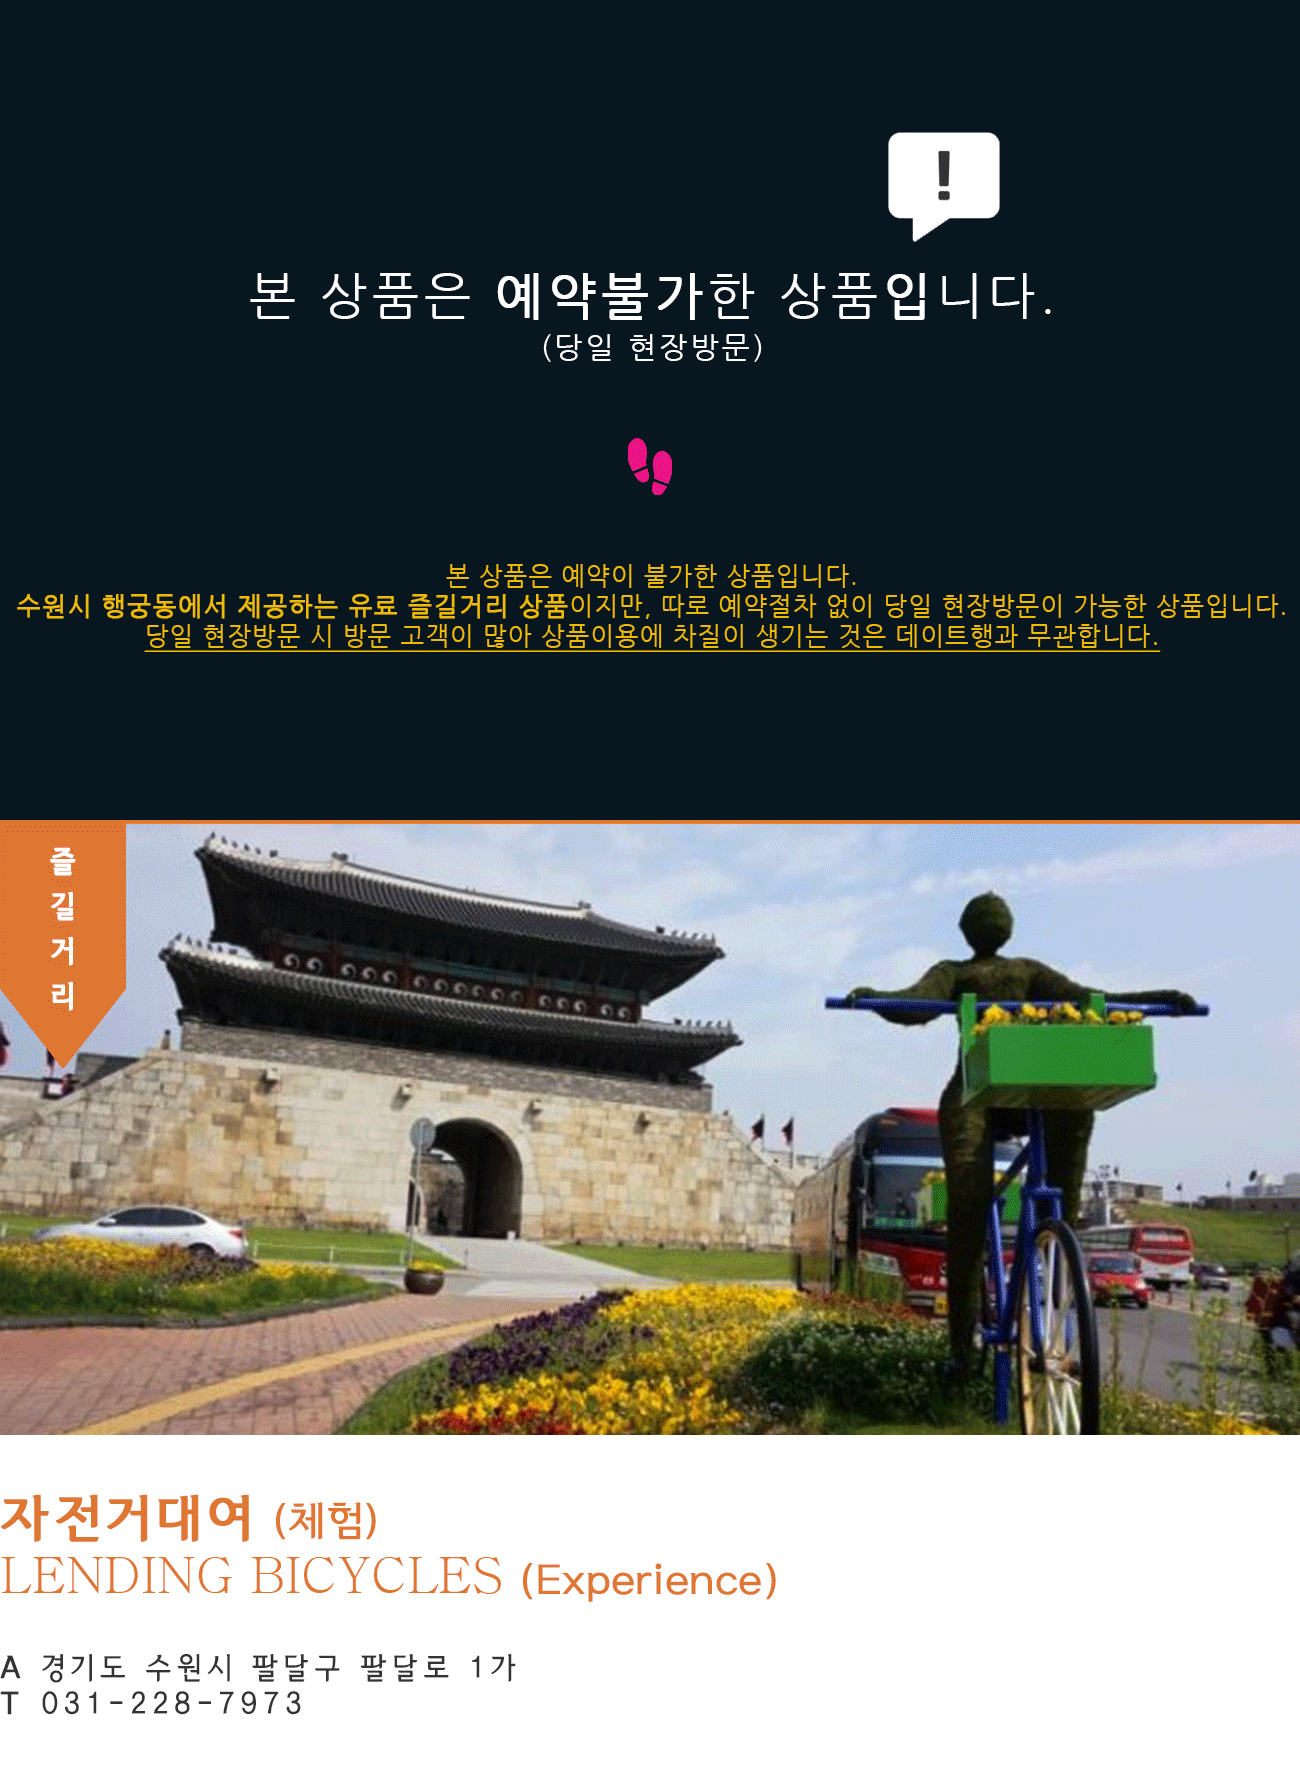 !
본 상품은 예약불가한 상품입니다.
(당일 현장방문)
본 상품은 예약이 불가한 상품입니다.
수원시 행궁동에서 제공하는 유료 즐길거리 상품이지만, 따로 예약절차 없이 당일 현장방문이 가능한 상품입니다.
당일 현장방문 시 방문 고객이 많아 상품이용에 차질이 생기는 것은 데이트행과 무관합니다.
즐
길
거
리
자전거대여 (체험)
LENDING BICYCLES (Experience)
A 경기도 수원시 팔달구 팔달로 1가
T 031-228-7973